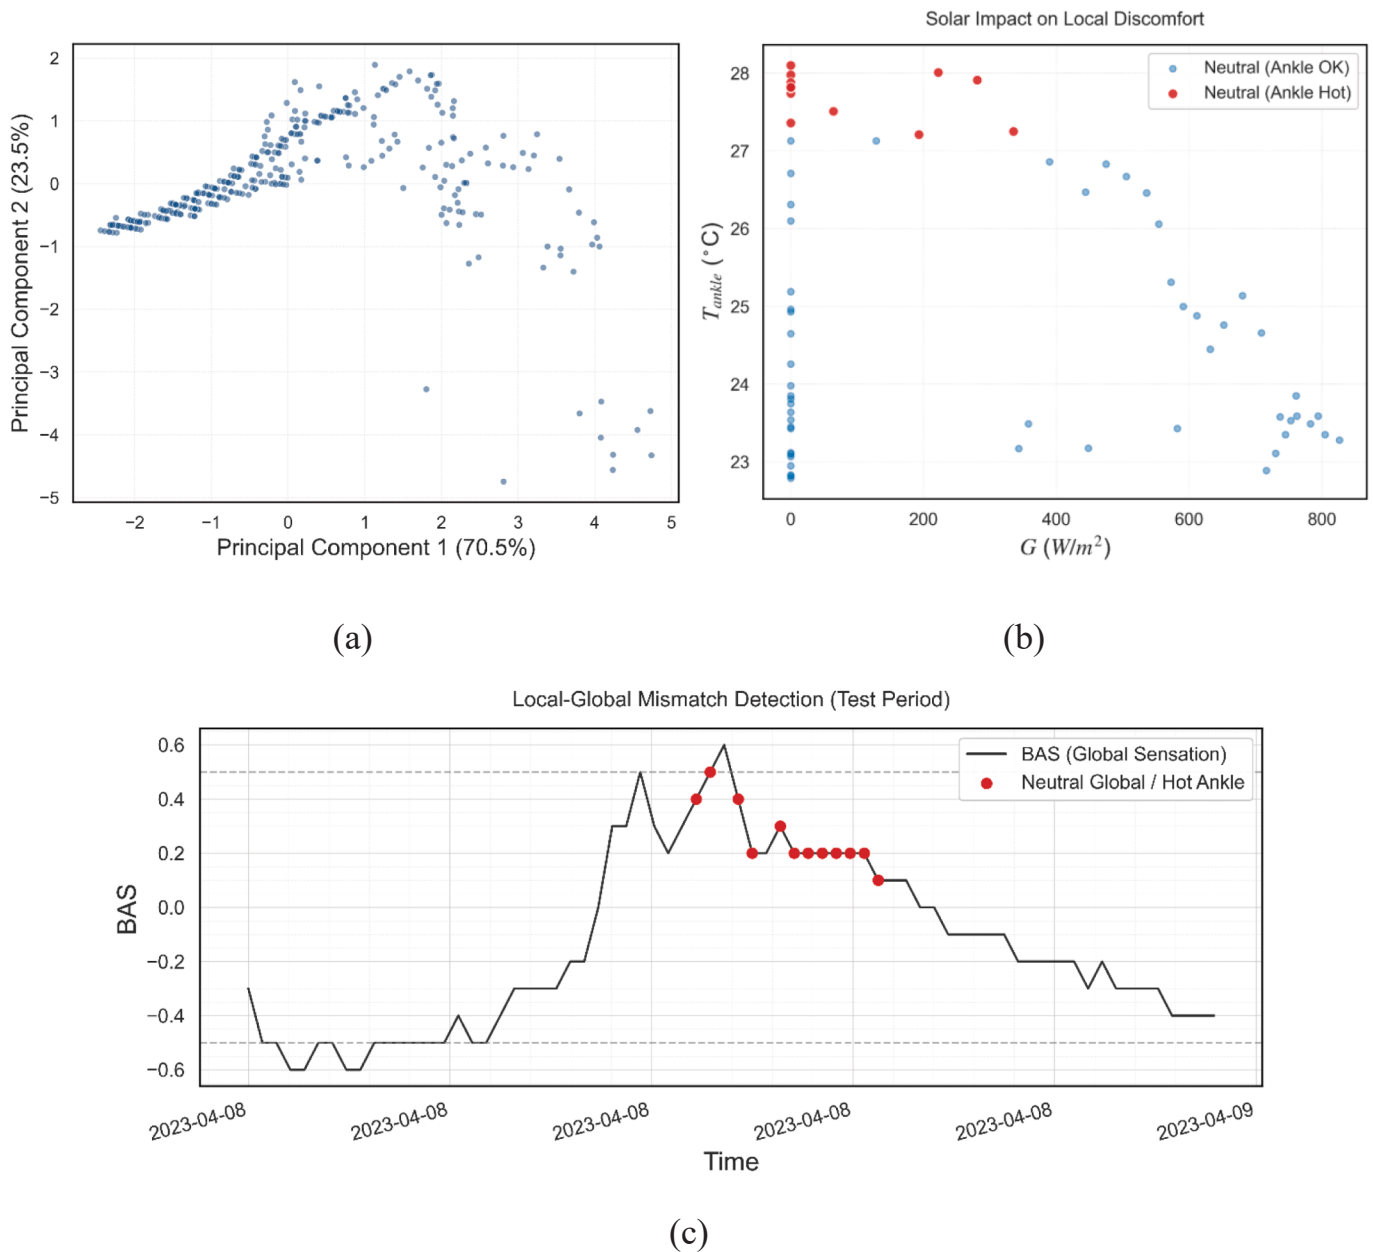 2
1
0
−1
−2
−3
−4
−5
Principal Component 2 (23.5%)
−2 −1 0 1 2 3 4 5
Principal Component 1 (70.5%)
(a)
Solar Impact on Local Discomfort
Neutral (Ankle OK)
Neutral (Ankle Hot)
28
27
26
25
24
23
T_ankle (°C)
0 200 400 600 800
G (W/m²)
(b)
Local-Global Mismatch Detection (Test Period)
BAS (Global Sensation)
Neutral Global / Hot Ankle
0.6
0.4
0.2
0.0
−0.2
−0.4
−0.6
BAS
2023-04-08 2023-04-08 2023-04-08 2023-04-08 2023-04-08 2023-04-09
Time
(c)